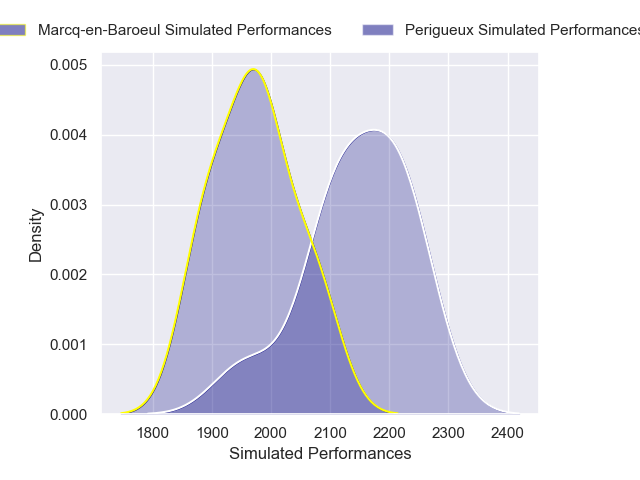 Marcq-en-Baroeul Simulated Performances Perigueux Simulated Performances
0.005
0.004
0.003
0.002
0.001
0.000
Density
1800 1900 2000 2100 2200 2300 2400
Simulated Performances